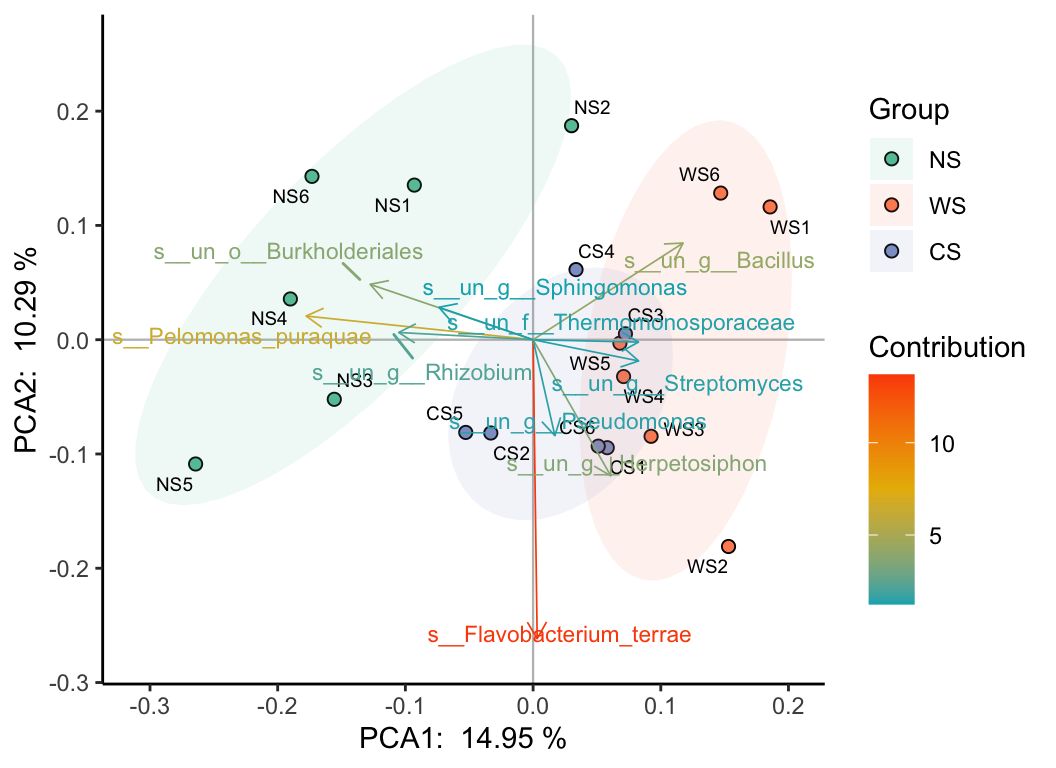 0.2
0.1
0.0
-0.1
-0.2
-0.3
PCA2:  10.29 %
NS2
NS6
NS1
WS6
WS1
s__un_o__Burkholderiales
CS4
s__un_g__Bacillus
s__un_g__Sphingomonas
NS4
CS3
s__un_f__Thermomonosporaceae
s__Pelomonas_puraquae
WS5
s__un_g__Rhizobium
NS3
s__un_g__Streptomyces
WS4
CS5
s__un_g__Pseudomonas
CS6
WS3
CS2
s__un_g__Herpetosiphon
CS1
NS5
WS2
s__Flavobacterium_terrae
-0.3 -0.2 -0.1 0.0 0.1 0.2
PCA1:  14.95 %
Group
NS
WS
CS
Contribution
10
5